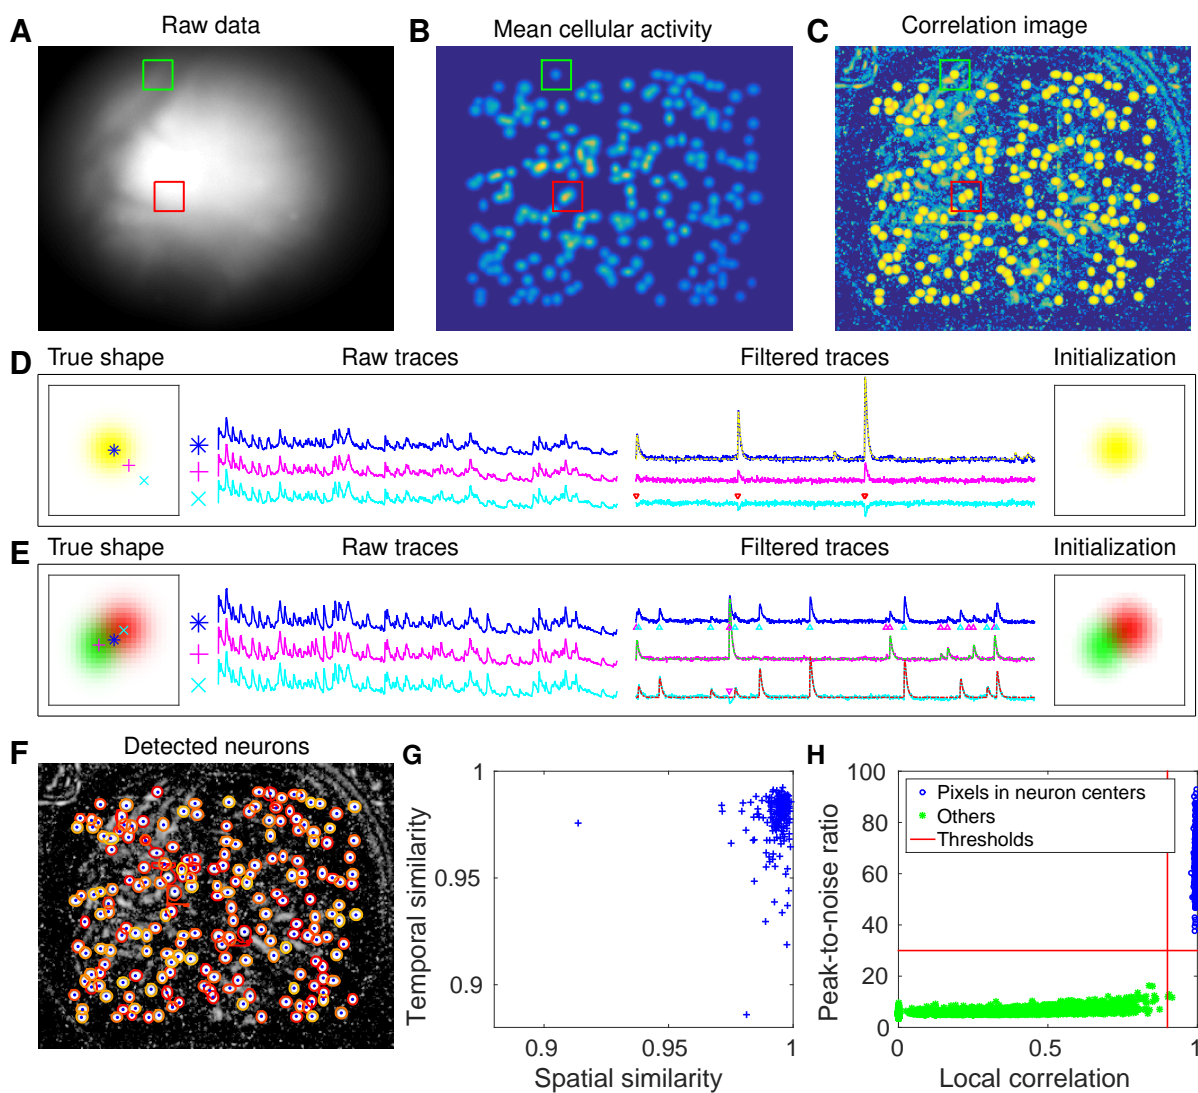 A Raw data
B Mean cellular activity
C Correlation image
D True shape Raw traces Filtered traces Initialization
E True shape Raw traces Filtered traces Initialization
F Detected neurons
G
1
0.95
0.9
Temporal similarity
0.9 0.95 1
Spatial similarity
H
100
80
60
40
20
0
Peak-to-noise ratio
Pixels in neuron centers
Others
Thresholds
0 0.5 1
Local correlation